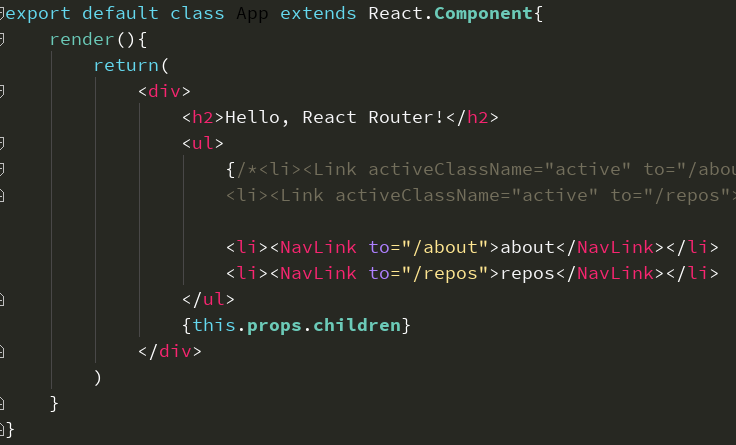 export default class App extends React.Component{
render(){
return(
<div>
<h2>Hello, React Router!</h2>
<ul>
{/*<li><Link activeClassName="active" to="/abou
<li><Link activeClassName="active" to="/repos">
<li><NavLink to="/about">about</NavLink></li>
<li><NavLink to="/repos">repos</NavLink></li>
</ul>
{this.props.children}
</div>
)
}
}